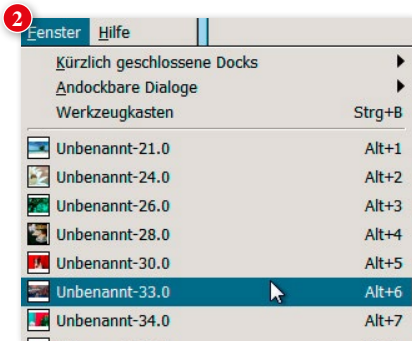 2
Fenster Hilfe
Kürzlich geschlossene Docks
Andockbare Dialoge
Werkzeugkasten Strg+B
Unbenannt-21.0 Alt+1
Unbenannt-24.0 Alt+2
Unbenannt-26.0 Alt+3
Unbenannt-28.0 Alt+4
Unbenannt-30.0 Alt+5
Unbenannt-33.0 Alt+6
Unbenannt-34.0 Alt+7